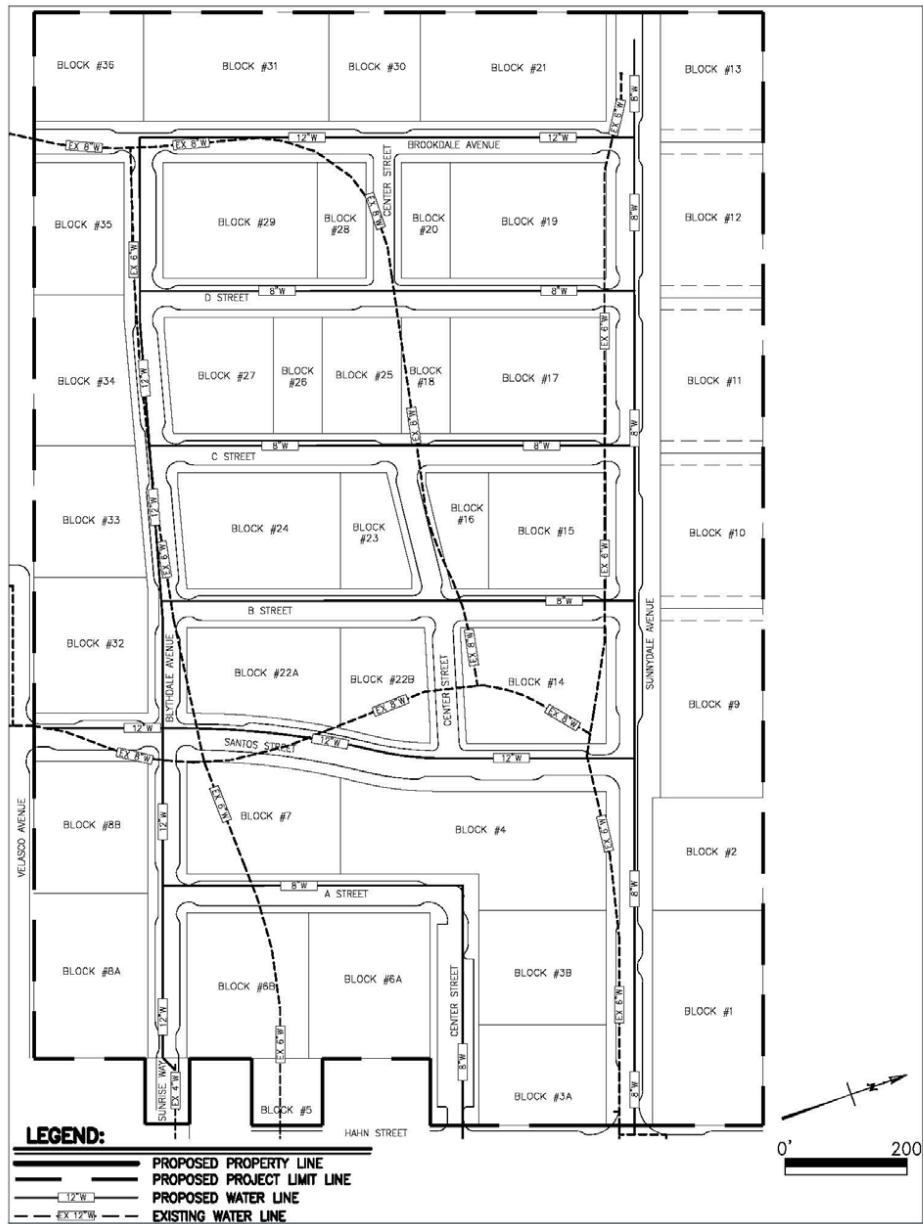 BLOCK #36
BLOCK #31
BLOCK #30
BLOCK #21
BLOCK #13
8"W
EX 8"W
EX 8"W
12"W
12"W
EX 6"W
BROOKDALE AVENUE
CENTER STREET
BLOCK #35
BLOCK #29
BLOCK
#28
BLOCK
#20
BLOCK #19
BLOCK #12
EX 8"W
8"W
EX 6"W
8"W
8"W
D STREET
EX 6"W
BLOCK #34
BLOCK #27
BLOCK
#26
BLOCK #25
BLOCK
#18
BLOCK #17
BLOCK #11
12"W
EX 8"W
8"W
8"W
8"W
C STREET
BLOCK #33
12"W
EX 6"W
BLOCK #24
BLOCK
#23
BLOCK
#16
BLOCK #15
EX 6"W
BLOCK #10
8"W
B STREET
BLOCK #32
BLYTHDALE AVENUE
BLOCK #22A
BLOCK #22B
CENTER STREET
EX 8"W
BLOCK #14
SUNNYDALE AVENUE
BLOCK #9
EX 8"W
EX 8"W
12"W
SANTOS STREET
12"W
12"W
EX 8"W
VELASCO AVENUE
BLOCK #8B
12"W
EX 6"W
BLOCK #7
BLOCK #4
EX 6"W
BLOCK #2
8"W
8"W
A STREET
BLOCK #8A
12"W
BLOCK #6B
BLOCK #6A
CENTER STREET
BLOCK #3B
EX 6"W
BLOCK #1
SUNRISE WAY
EX 4"W
EX 6"W
BLOCK #5
8"W
BLOCK #3A
8"W
HAHN STREET
N
0'
200
LEGEND:
PROPOSED PROPERTY LINE
PROPOSED PROJECT LIMIT LINE
12"W
PROPOSED WATER LINE
EX 12"W
EXISTING WATER LINE